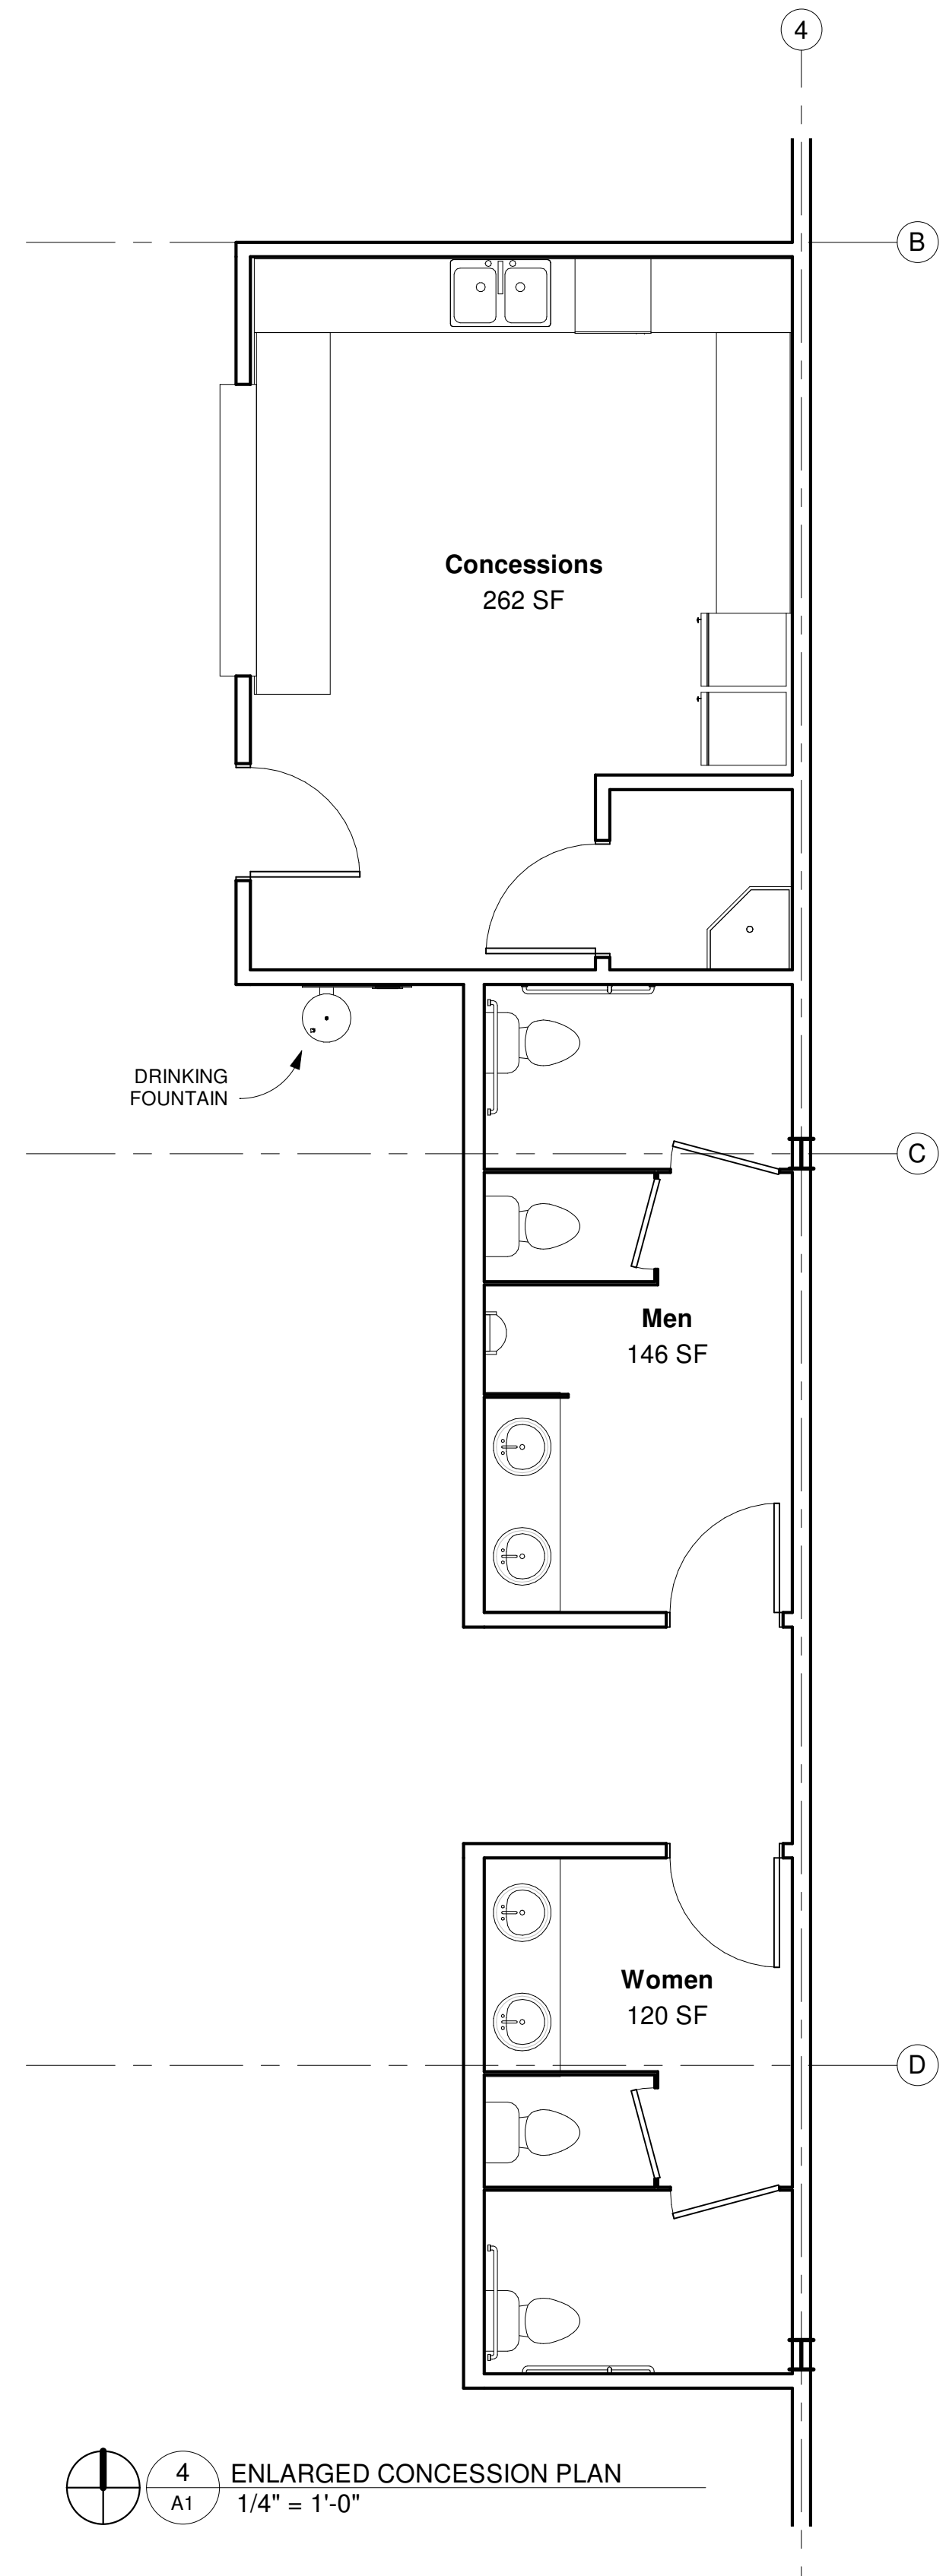 4
B
Concessions
262 SF
DRINKING
FOUNTAIN
C
Men
146 SF
Women
120 SF
D
4
A1
ENLARGED CONCESSION PLAN
1/4" = 1'-0"